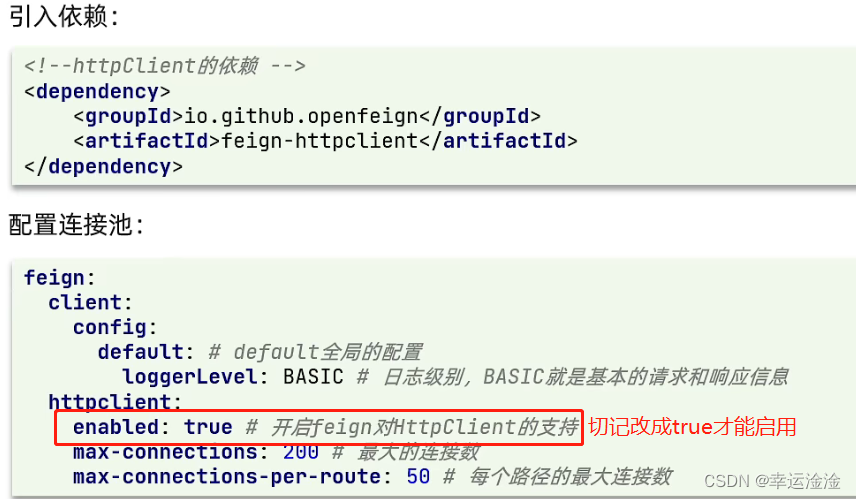 引入依赖：
<!--httpClient的依赖 -->
<dependency>
    <groupId>io.github.openfeign</groupId>
    <artifactId>feign-httpclient</artifactId>
</dependency>
配置连接池：
feign:
  client:
    config:
      default: # default全局的配置
        loggerLevel: BASIC # 日志级别，BASIC就是基本的请求和响应信息
  httpclient:
    enabled: true # 开启feign对HttpClient的支持 切记改成true才能启用
    max-connections: 200 # 最大的连接数
    max-connections-per-route: 50 # 每个路径的最大连接数
CSDN @幸运淦淦